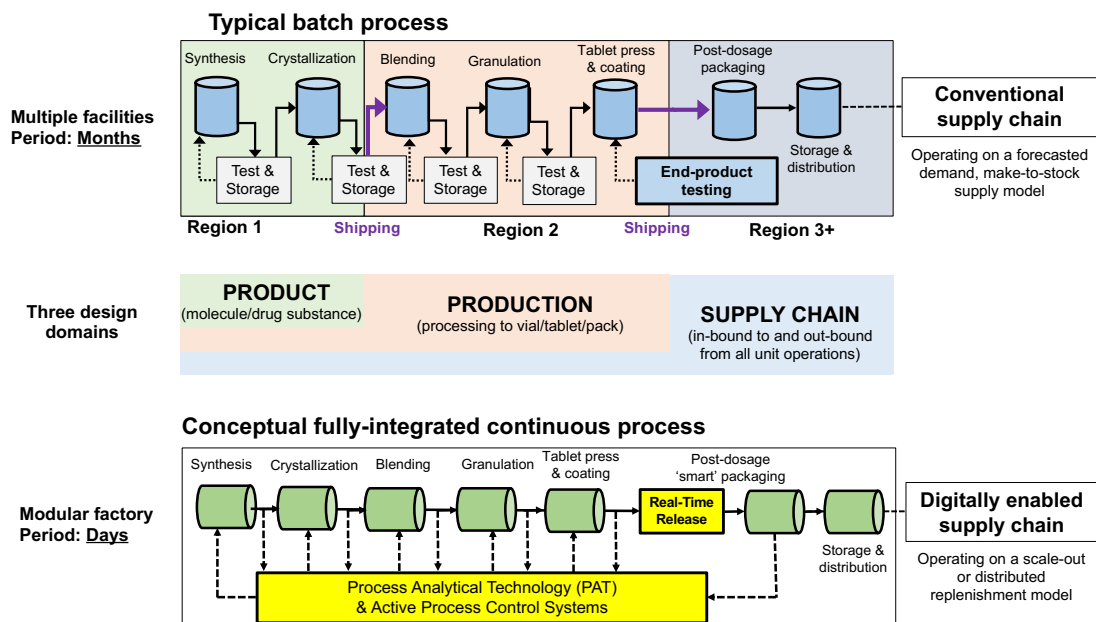 Typical batch process
Synthesis
Crystallization
Blending
Granulation
Tablet press
& coating
Post-dosage
packaging
Multiple facilities
Period: Months
Test &
Storage
Test &
Storage
Test &
Storage
Test &
Storage
End-product
testing
Storage &
distribution
Conventional
supply chain
Operating on a forecasted
demand, make-to-stock
supply model
Region 1
Shipping
Region 2
Shipping
Region 3+
Three design
domains
PRODUCT
(molecule/drug substance)
PRODUCTION
(processing to vial/tablet/pack)
SUPPLY CHAIN
(in-bound to and out-bound
from all unit operations)
Conceptual fully-integrated continuous process
Synthesis
Crystallization
Blending
Granulation
Tablet press
& coating
Post-dosage
‘smart’ packaging
Modular factory
Period: Days
Real-Time
Release
Storage &
distribution
Process Analytical Technology (PAT)
& Active Process Control Systems
Digitally enabled
supply chain
Operating on a scale-out
or distributed
replenishment model